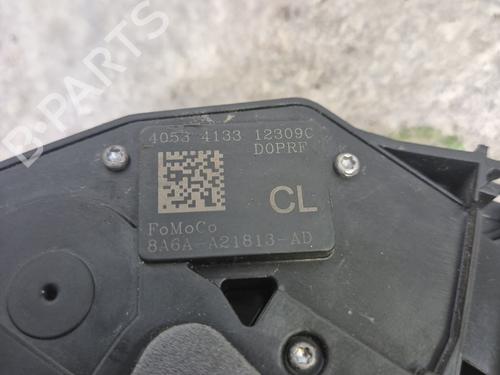 B-PARTS
4053 4133 12309C
D0PRF
CL
FoMoCo
8A6A-A21813-AD